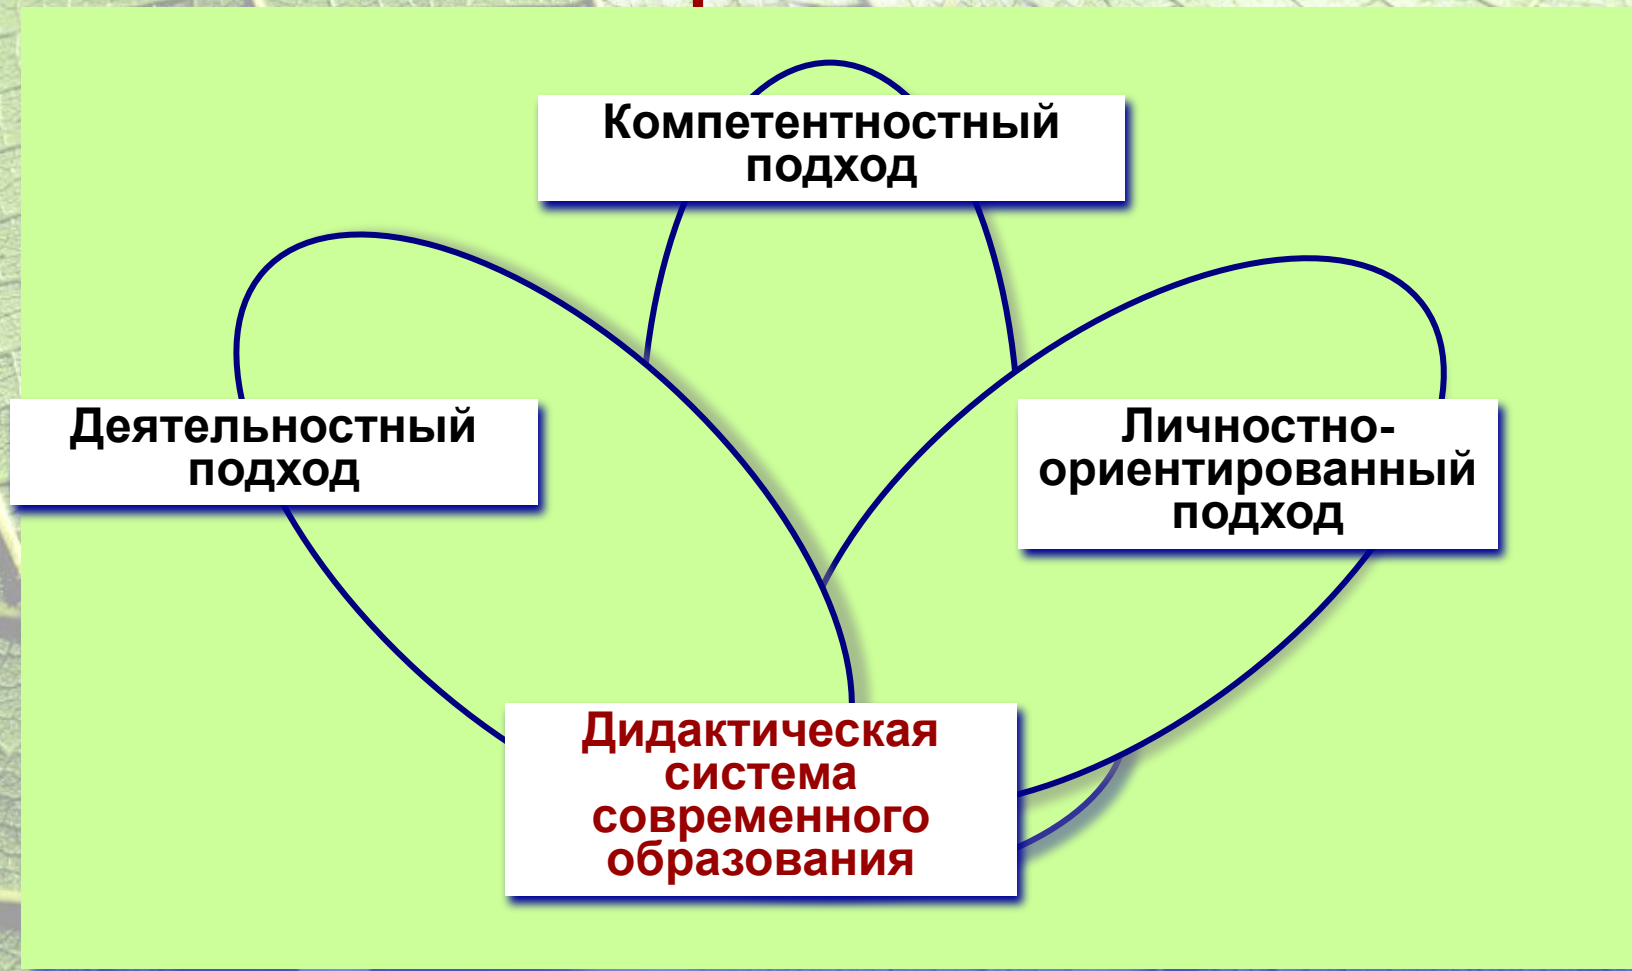 Компетентностный
подход
Деятельностный
подход
Личностно-
ориентированный
подход
Дидактическая
система
современного
образования